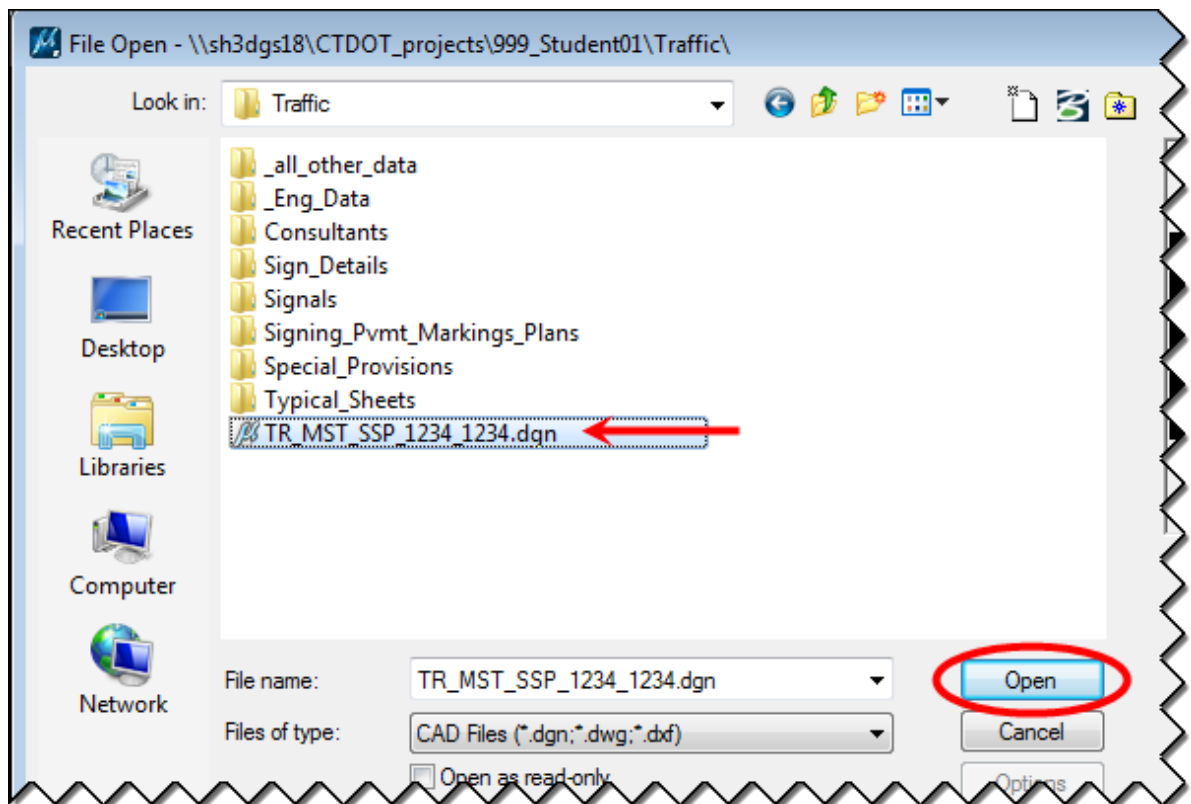 File Open - \\sh3dgs18\CTDOT_projects\999_Student01\Traffic\
Look in: Traffic
_all_other_data
_Eng_Data
Consultants
Sign_Details
Signals
Signing_Pvmt_Markings_Plans
Special_Provisions
Typical_Sheets
TR_MST_SSP_1234_1234.dgn
Recent Places
Desktop
Libraries
Computer
Network
File name: TR_MST_SSP_1234_1234.dgn Open
Files of type: CAD Files (*.dgn;*.dwg;*.dxf) Cancel
Open as read-only Options